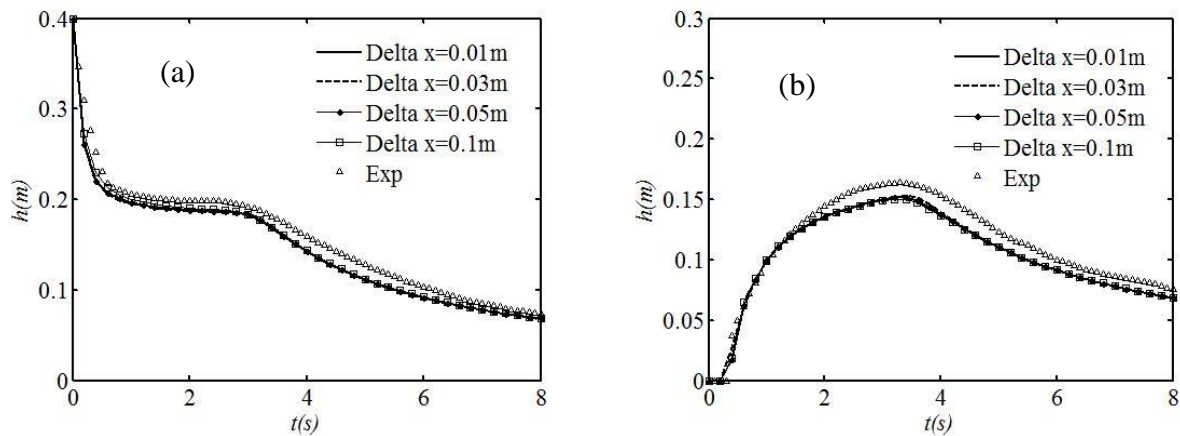 0.4
0.3
0.2
0.1
0
h(m)
0 2 4 6 8
t(s)
(a)
Delta x=0.01m
Delta x=0.03m
Delta x=0.05m
Delta x=0.1m
Exp
0.3
0.25
0.2
0.15
0.1
0.05
0
h(m)
0 2 4 6 8
t(s)
(b)
Delta x=0.01m
Delta x=0.03m
Delta x=0.05m
Delta x=0.1m
Exp